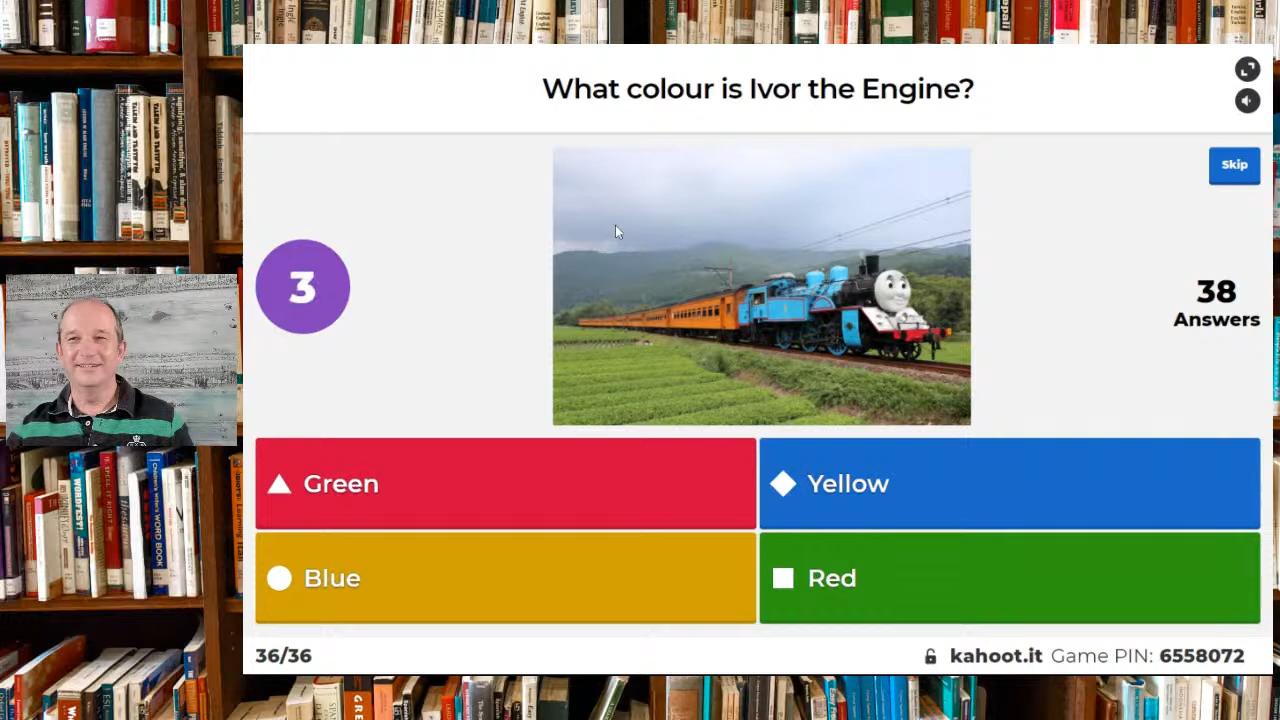 What colour is Ivor the Engine?
Skip
3
38
Answers
Green
Yellow
Blue
Red
36/36
kahoot.it Game PIN: 6558072
WORDFEST!